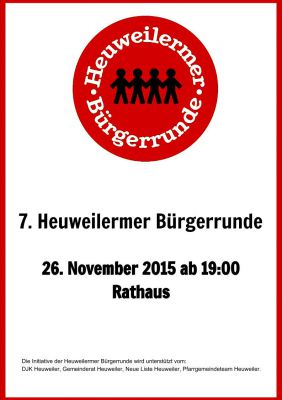 Heuweilermer
Bürgerrunde
7. Heuweilermer Bürgerrunde
26. November 2015 ab 19:00
Rathaus
Die Initiative der Heuweilermer Bürgerrunde wird unterstützt vom:
DJK Heuweiler, Gemeinderat Heuweiler, Neue Liste Heuweiler, Pfarrgemeindeteam Heuweiler.